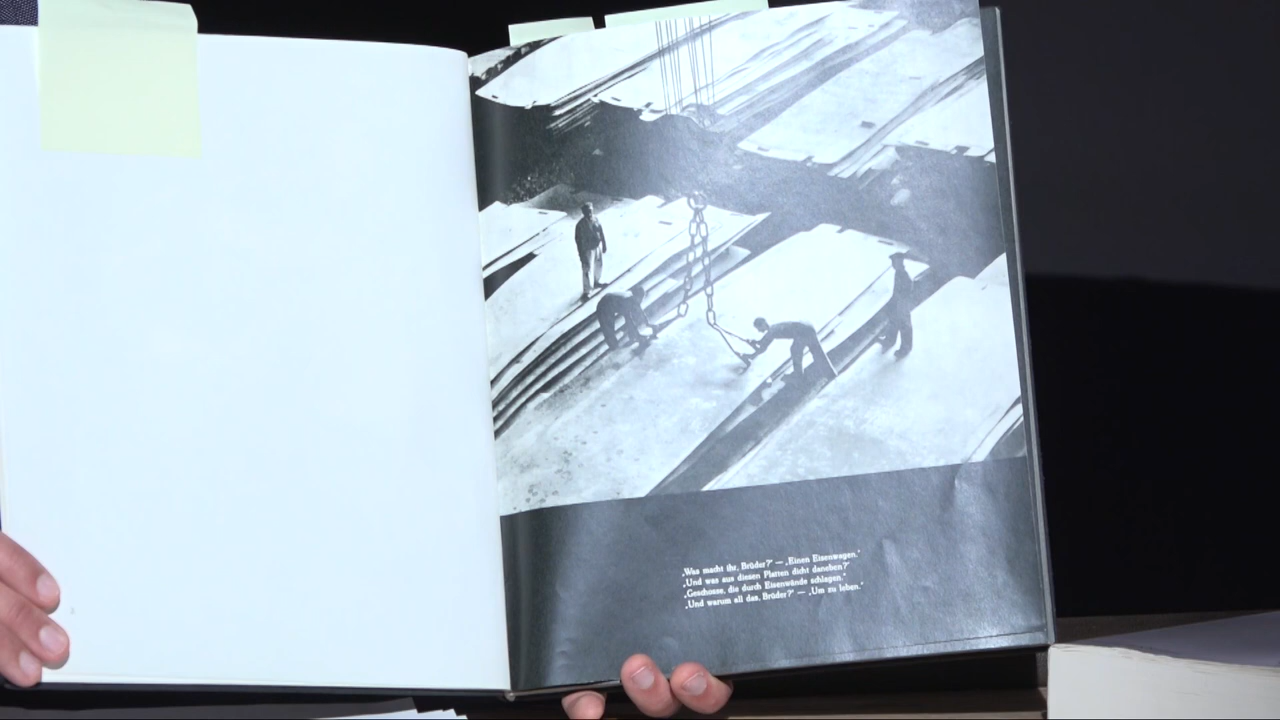 „Was macht ihr, Brüder?“ — „Einen Eisenwagen.“
„Und was aus diesen Platten dicht daneben?“
„Geschosse, die durch Eisenwände schlagen.“
„Und warum all das, Brüder?“ — „Um zu leben.“